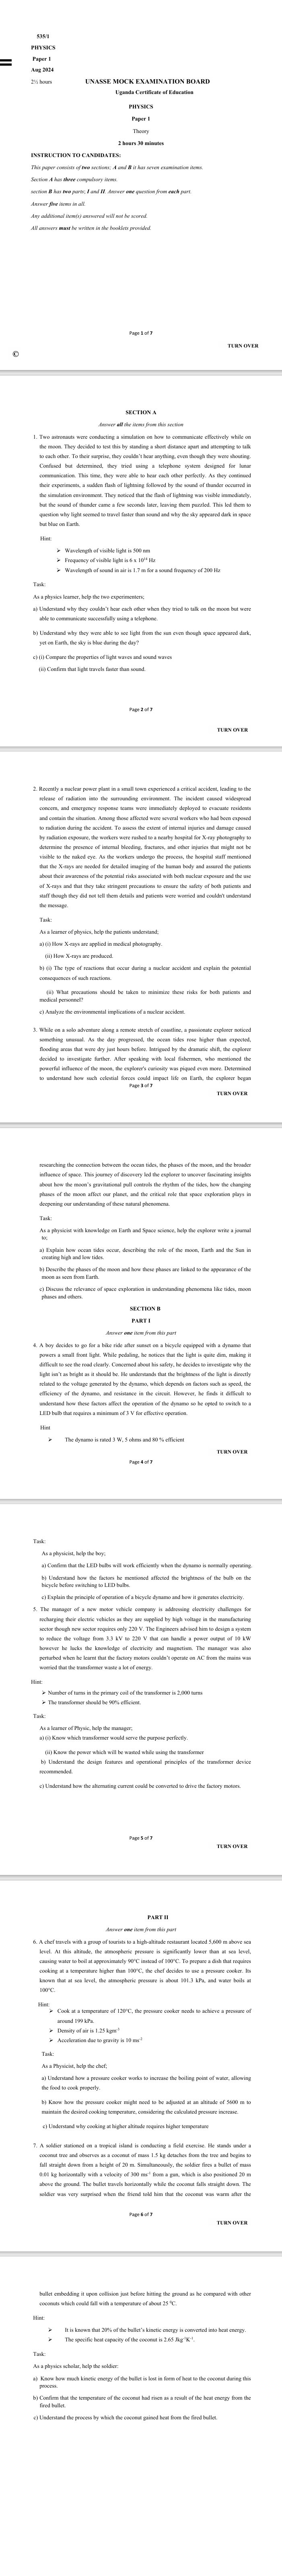 535/1
PHYSICS
Paper 1
Aug 2024
2½ hours
UNASSE MOCK EXAMINATION BOARD
Uganda Certificate of Education
PHYSICS
Paper 1
Theory
2 hours 30 minutes
INSTRUCTION TO CANDIDATES:
This paper consists of two sections; A and B it has seven examination items.
Section A has three compulsory items.
section B has two parts; I and II. Answer one question from each part.
Answer five items in all.
Any additional item(s) answered will not be scored.
All answers must be written in the booklets provided.
Page 1 of 7
TURN OVER
©
SECTION A
Answer all the items from this section
1. Two astronauts were conducting a simulation on how to communicate effectively while on
the moon. They decided to test this by standing a short distance apart and attempting to talk
to each other. To their surprise, they couldn't hear anything, even though they were shouting.
Confused but determined, they tried using a telephone system designed for lunar
communication. This time, they were able to hear each other perfectly. As they continued
their experiments, a sudden flash of lightning followed by the sound of thunder occurred in
the simulation environment. They noticed that the flash of lightning was visible immediately,
but the sound of thunder came a few seconds later, leaving them puzzled. This led them to
question why light seemed to travel faster than sound and why the sky appeared dark in space
but blue on Earth.
Hint:
➢ Wavelength of visible light is 500 nm
➢ Frequency of visible light is 6 x 10¹⁴ Hz
➢ Wavelength of sound in air is 1.7 m for a sound frequency of 200 Hz
Task:
As a physics learner, help the two experimenters;
a) Understand why they couldn't hear each other when they tried to talk on the moon but were
able to communicate successfully using a telephone.
b) Understand why they were able to see light from the sun even though space appeared dark,
yet on Earth, the sky is blue during the day?
c) (i) Compare the properties of light waves and sound waves
(ii) Confirm that light travels faster than sound.
Page 2 of 7
TURN OVER
2. Recently a nuclear power plant in a small town experienced a critical accident, leading to the
release of radiation into the surrounding environment. The incident caused widespread
concern, and emergency response teams were immediately deployed to evacuate residents
and contain the situation. Among those affected were several workers who had been exposed
to radiation during the accident. To assess the extent of internal injuries and damage caused
by radiation exposure, the workers were rushed to a nearby hospital for X-ray photography to
determine the presence of internal bleeding, fractures, and other injuries that might not be
visible to the naked eye. As the workers undergo the process, the hospital staff mentioned
that the X-rays are needed for detailed imaging of the human body and assured the patients
about their awareness of the potential risks associated with both nuclear exposure and the use
of X-rays and that they take stringent precautions to ensure the safety of both patients and
staff though they did not tell them details and patients were worried and couldn't understand
the message.
Task:
As a learner of physics, help the patients understand;
a) (i) How X-rays are applied in medical photography.
(ii) How X-rays are produced.
b) (i) The type of reactions that occur during a nuclear accident and explain the potential
consequences of such reactions.
(ii) What precautions should be taken to minimize these risks for both patients and
medical personnel?
c) Analyze the environmental implications of a nuclear accident.
3. While on a solo adventure along a remote stretch of coastline, a passionate explorer noticed
something unusual. As the day progressed, the ocean tides rose higher than expected,
flooding areas that were dry just hours before. Intrigued by the dramatic shift, the explorer
decided to investigate further. After speaking with local fishermen, who mentioned the
powerful influence of the moon, the explorer's curiosity was piqued even more. Determined
to understand how such celestial forces could impact life on Earth, the explorer began
Page 3 of 7
TURN OVER
researching the connection between the ocean tides, the phases of the moon, and the broader
influence of space. This journey of discovery led the explorer to uncover fascinating insights
about how the moon's gravitational pull controls the rhythm of the tides, how the changing
phases of the moon affect our planet, and the critical role that space exploration plays in
deepening our understanding of these natural phenomena.
Task:
As a physicist with knowledge on Earth and Space science, help the explorer write a journal
to;
a) Explain how ocean tides occur, describing the role of the moon, Earth and the Sun in
creating high and low tides.
b) Describe the phases of the moon and how these phases are linked to the appearance of the
moon as seen from Earth.
c) Discuss the relevance of space exploration in understanding phenomena like tides, moon
phases and others.
SECTION B
PART I
Answer one item from this part
4. A boy decides to go for a bike ride after sunset on a bicycle equipped with a dynamo that
powers a small front light. While pedaling, he notices that the light is quite dim, making it
difficult to see the road clearly. Concerned about his safety, he decides to investigate why the
light isn't as bright as it should be. He understands that the brightness of the light is directly
related to the voltage generated by the dynamo, which depends on factors such as speed, the
efficiency of the dynamo, and resistance in the circuit. However, he finds it difficult to
understand how these factors affect the operation of the dynamo so he opted to switch to a
LED bulb that requires a minimum of 3 V for effective operation.
Hint
➢ The dynamo is rated 3 W, 5 ohms and 80 % efficient
TURN OVER
Page 4 of 7
Task:
As a physicist, help the boy;
a) Confirm that the LED bulbs will work efficiently when the dynamo is normally operating.
b) Understand how the factors he mentioned affected the brightness of the bulb on the
bicycle before switching to LED bulbs.
c) Explain the principle of operation of a bicycle dynamo and how it generates electricity.
5. The manager of a new motor vehicle company is addressing electricity challenges for
recharging their electric vehicles as they are supplied by high voltage in the manufacturing
sector though new sector requires only 220 V. The Engineers advised him to design a system
to reduce the voltage from 3.3 kV to 220 V that can handle a power output of 10 kW
however he lacks the knowledge of electricity and magnetism. The manager was also
perturbed when he learnt that the factory motors couldn't operate on AC from the mains was
worried that the transformer waste a lot of energy.
Hint:
➢ Number of turns in the primary coil of the transformer is 2,000 turns
➢ The transformer should be 90% efficient.
Task:
As a learner of Physic, help the manager;
a) (i) Know which transformer would serve the purpose perfectly.
(ii) Know the power which will be wasted while using the transformer
b) Understand the design features and operational principles of the transformer device
recommended.
c) Understand how the alternating current could be converted to drive the factory motors.
Page 5 of 7
TURN OVER
PART II
Answer one item from this part
6. A chef travels with a group of tourists to a high-altitude restaurant located 5,600 m above sea
level. At this altitude, the atmospheric pressure is significantly lower than at sea level,
causing water to boil at approximately 90°C instead of 100°C. To prepare a dish that requires
cooking at a temperature higher than 100°C, the chef decides to use a pressure cooker. Its
known that at sea level, the atmospheric pressure is about 101.3 kPa, and water boils at
100°C.
Hint:
➢ Cook at a temperature of 120°C, the pressure cooker needs to achieve a pressure of
around 199 kPa.
➢ Density of air is 1.25 kgm⁻³
➢ Acceleration due to gravity is 10 ms⁻²
Task:
As a Physicist, help the chef;
a) Understand how a pressure cooker works to increase the boiling point of water, allowing
the food to cook properly.
b) Know how the pressure cooker might need to be adjusted at an altitude of 5600 m to
maintain the desired cooking temperature, considering the calculated pressure increase.
c) Understand why cooking at higher altitude requires higher temperature
7. A soldier stationed on a tropical island is conducting a field exercise. He stands under a
coconut tree and observes as a coconut of mass 1.5 kg detaches from the tree and begins to
fall straight down from a height of 20 m. Simultaneously, the soldier fires a bullet of mass
0.01 kg horizontally with a velocity of 300 ms⁻¹ from a gun, which is also positioned 20 m
above the ground. The bullet travels horizontally while the coconut falls straight down. The
soldier was very surprised when the friend told him that the coconut was warm after the
Page 6 of 7
TURN OVER
bullet embedding it upon collision just before hitting the ground as he compared with other
coconuts which could fall with a temperature of about 25 ⁰C.
Hint:
➢ It is known that 20% of the bullet's kinetic energy is converted into heat energy.
➢ The specific heat capacity of the coconut is 2.65 Jkg⁻¹K⁻¹.
Task:
As a physics scholar, help the soldier:
a) Know how much kinetic energy of the bullet is lost in form of heat to the coconut during this
process.
b) Confirm that the temperature of the coconut had risen as a result of the heat energy from the
fired bullet.
c) Understand the process by which the coconut gained heat from the fired bullet.